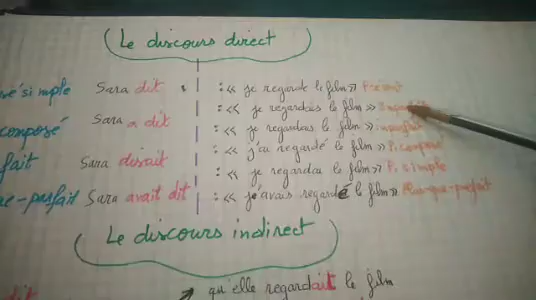 Le discours direct
simple Sara dit : « je regarde le film » Présent
: « je regardais le film »
composé Sara a dit : « je regardais le film » imparfait
fait Sara disait : « j'ai regardé le film » P. composé
: « je regardai le film » P. simple
-parfait Sara avait dit : « j'avais regardé le film » Plus-que-parfait
Le discours indirect
dit qu'elle regardait le film